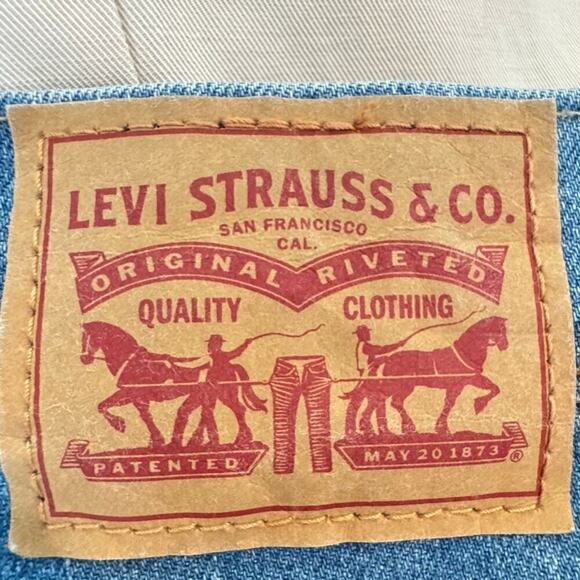 LEVI STRAUSS & CO.
SAN FRANCISCO
CAL.
ORIGINAL RIVETED
QUALITY CLOTHING
PATENTED MAY 20 1873 ®